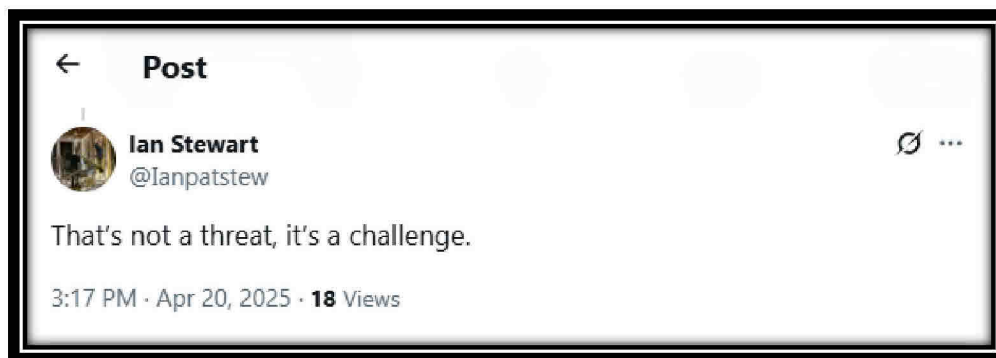 Post
Ian Stewart
@Ianpatstew
That's not a threat, it's a challenge.
3:17 PM · Apr 20, 2025 · 18 Views